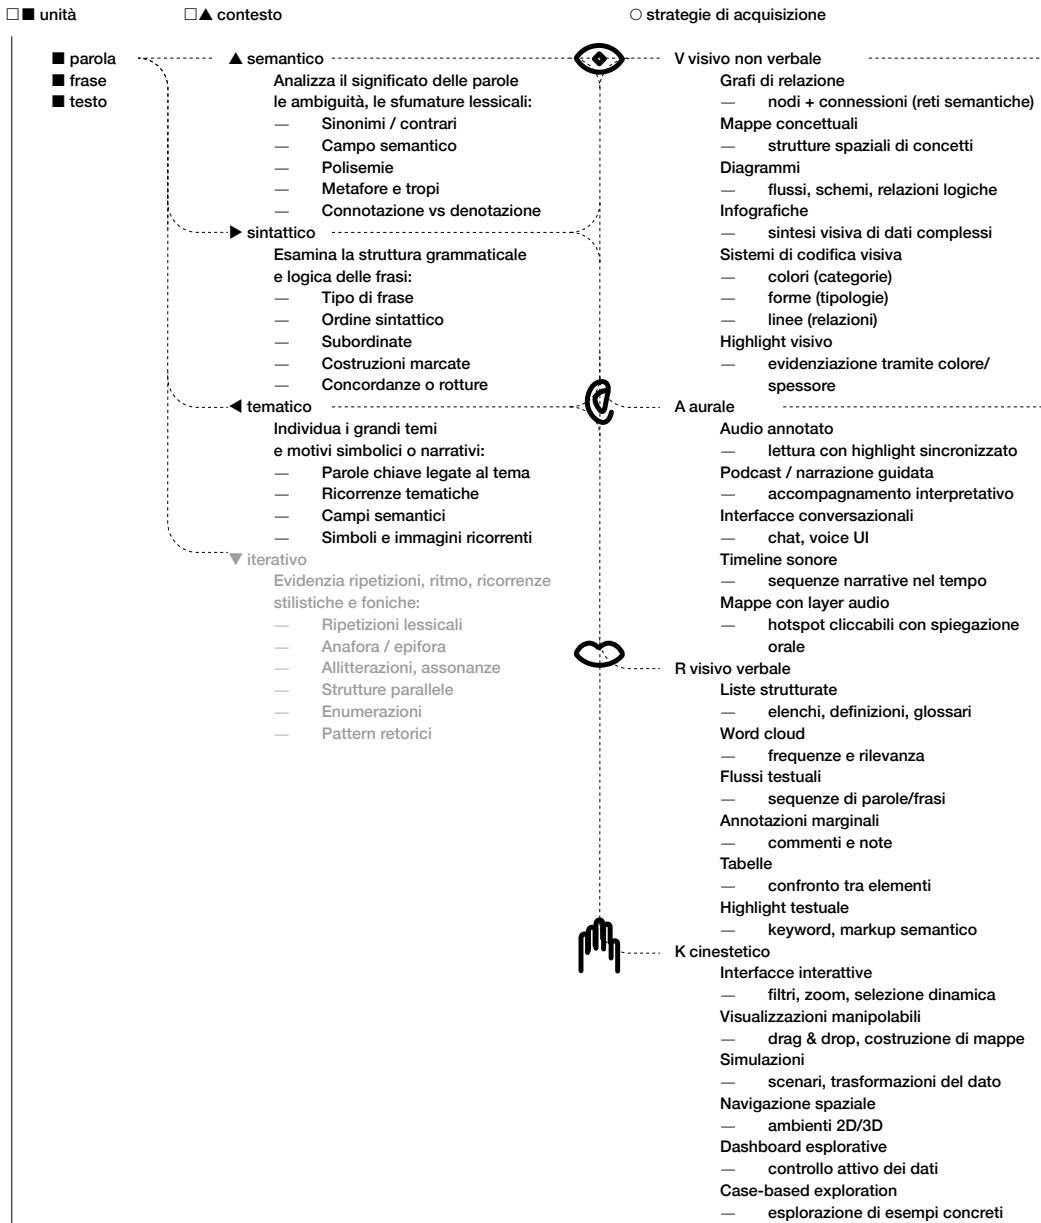 □■ unità
□▲ contesto
○ strategie di acquisizione
■ parola
■ frase
■ testo
▲ semantico
Analizza il significato delle parole
le ambiguità, le sfumature lessicali:
— Sinonimi / contrari
— Campo semantico
— Polisemie
— Metafore e tropi
— Connotazione vs denotazione
▶ sintattico
Esamina la struttura grammaticale
e logica delle frasi:
— Tipo di frase
— Ordine sintattico
— Subordinate
— Costruzioni marcate
— Concordanze o rotture
◀ tematico
Individua i grandi temi
e motivi simbolici o narrativi:
— Parole chiave legate al tema
— Ricorrenze tematiche
— Campi semantici
— Simboli e immagini ricorrenti
▼ iterativo
Evidenzia ripetizioni, ritmo, ricorrenze
stilistiche e foniche:
— Ripetizioni lessicali
— Anafora / epifora
— Allitterazioni, assonanze
— Strutture parallele
— Enumerazioni
— Pattern retorici
V visivo non verbale
Grafi di relazione
— nodi + connessioni (reti semantiche)
Mappe concettuali
— strutture spaziali di concetti
Diagrammi
— flussi, schemi, relazioni logiche
Infografiche
— sintesi visiva di dati complessi
Sistemi di codifica visiva
— colori (categorie)
— forme (tipologie)
— linee (relazioni)
Highlight visivo
— evidenziazione tramite colore/
spessore
A aurale
Audio annotato
— lettura con highlight sincronizzato
Podcast / narrazione guidata
— accompagnamento interpretativo
Interfacce conversazionali
— chat, voice UI
Timeline sonore
— sequenze narrative nel tempo
Mappe con layer audio
— hotspot cliccabili con spiegazione
orale
R visivo verbale
Liste strutturate
— elenchi, definizioni, glossari
Word cloud
— frequenze e rilevanza
Flussi testuali
— sequenze di parole/frasi
Annotazioni marginali
— commenti e note
Tabelle
— confronto tra elementi
Highlight testuale
— keyword, markup semantico
K cinestetico
Interfacce interattive
— filtri, zoom, selezione dinamica
Visualizzazioni manipolabili
— drag & drop, costruzione di mappe
Simulazioni
— scenari, trasformazioni del dato
Navigazione spaziale
— ambienti 2D/3D
Dashboard esplorative
— controllo attivo dei dati
Case-based exploration
— esplorazione di esempi concreti